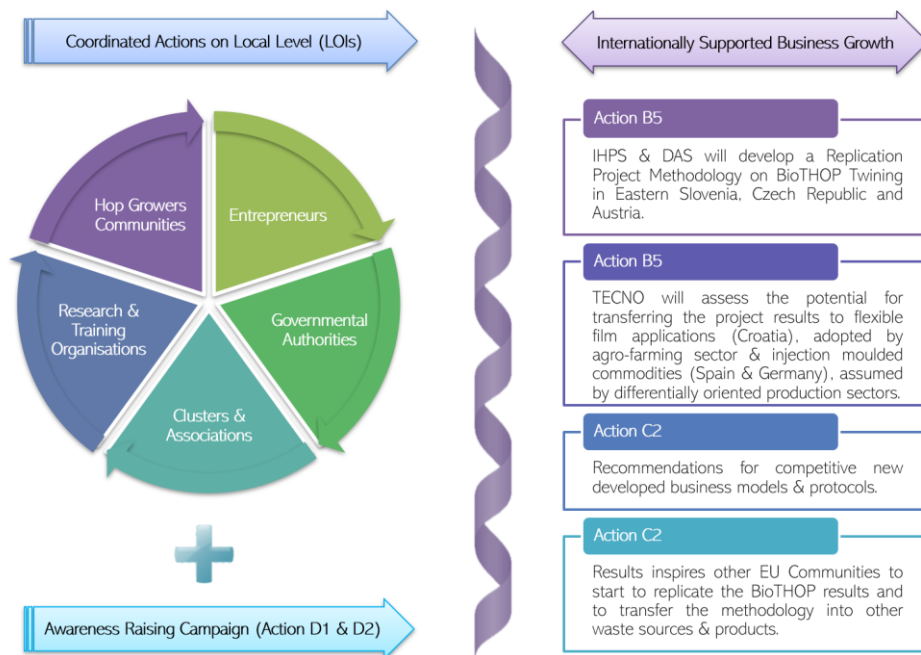 Coordinated Actions on Local Level (LOIs)
Hop Growers
Communities
Entrepreneurs
Research &
Training
Organisations
Governmental
Authorities
Clusters &
Associations
Awareness Raising Campaign (Action D1 & D2)
Internationally Supported Business Growth
Action B5
IHPS & DAS will develop a Replication
Project Methodology on BioTHOP Twining
in Eastern Slovenia, Czech Republic and
Austria.
Action B5
TECNO will assess the potential for
transferring the project results to flexible
film applications (Croatia), adopted by
agro-farming sector & injection moulded
commodities (Spain & Germany), assumed
by differentially oriented production sectors.
Action C2
Recommendations for competitive new
developed business models & protocols.
Action C2
Results inspires other EU Communities to
start to replicate the BioTHOP results and
to transfer the methodology into other
waste sources & products.